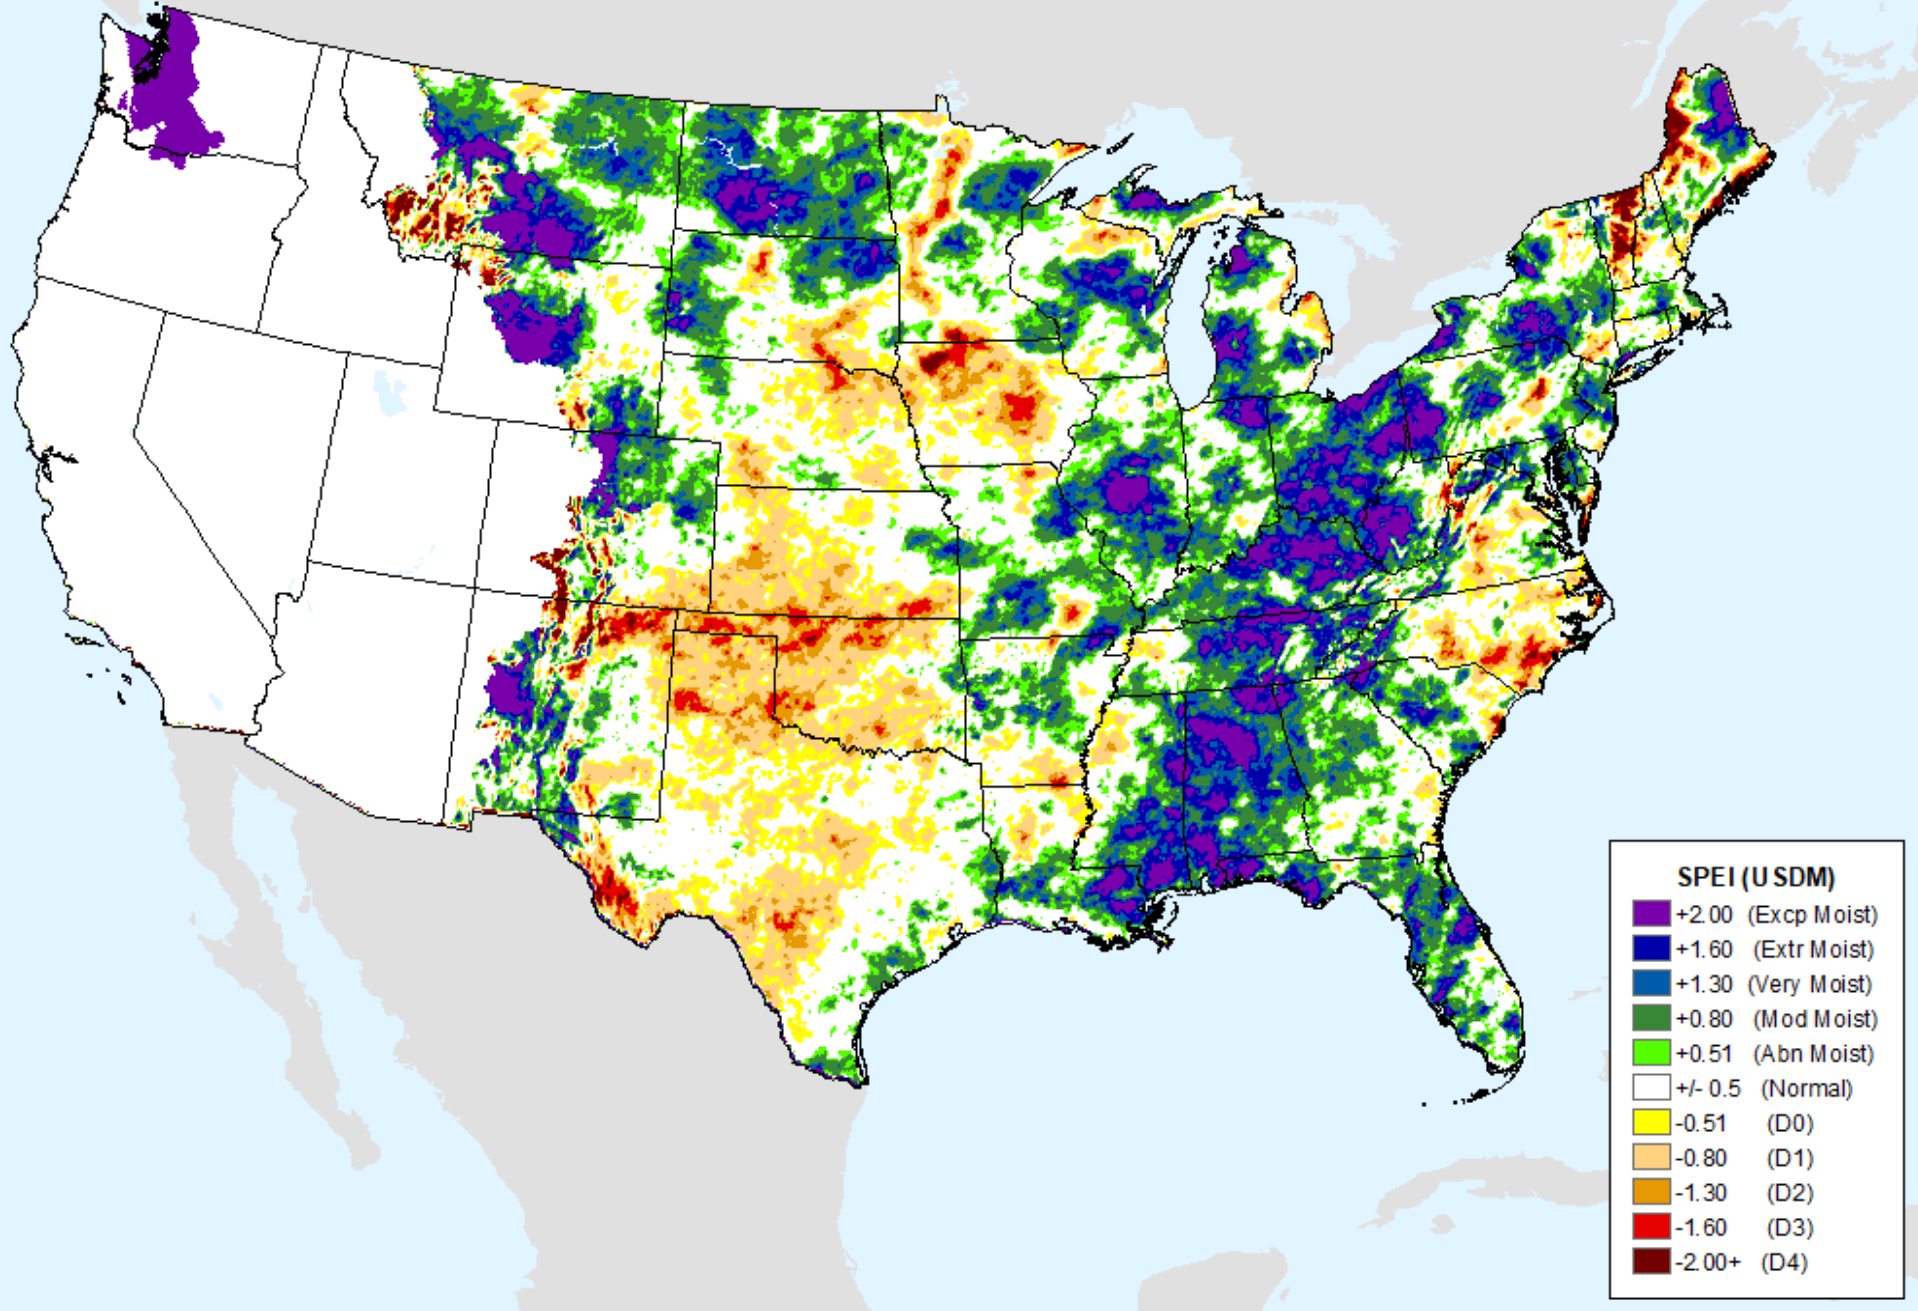 SPEI (USDM)
+2.00 (Excp Moist)
+1.60 (Extr Moist)
+1.30 (Very Moist)
+0.80 (Mod Moist)
+0.51 (Abn Moist)
+/- 0.5 (Normal)
-0.51 (D0)
-0.80 (D1)
-1.30 (D2)
-1.60 (D3)
-2.00+ (D4)